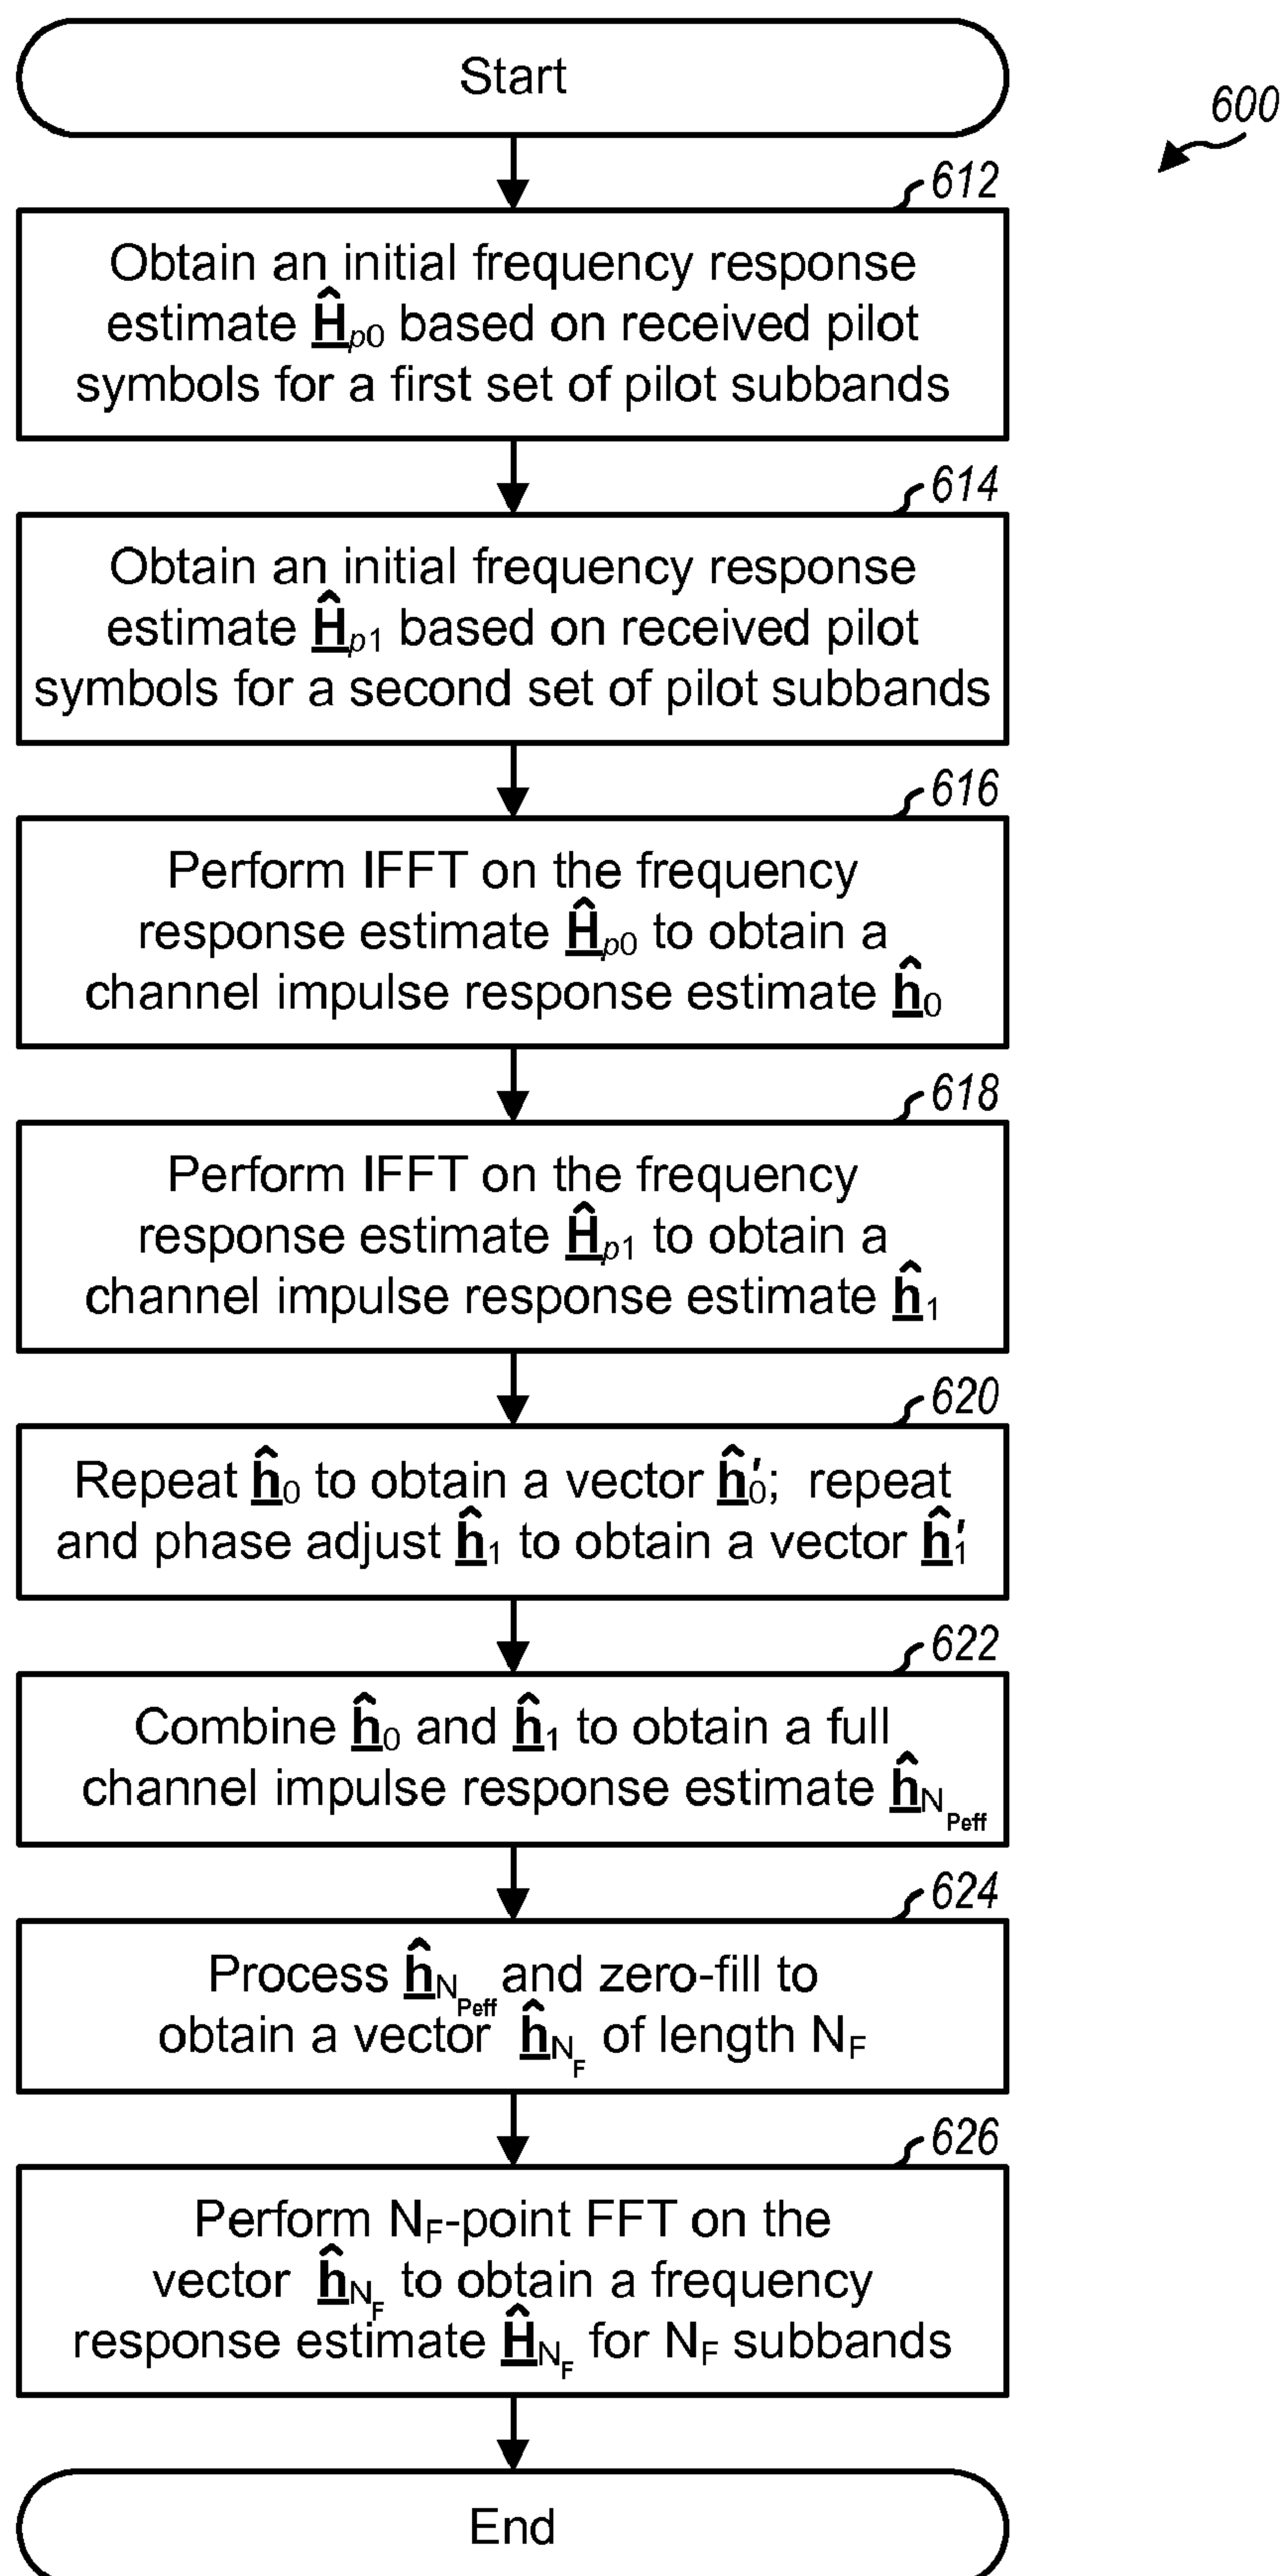 Start
600
612
Obtain an initial frequency response
estimate Ĥp0 based on received pilot
symbols for a first set of pilot subbands
614
Obtain an initial frequency response
estimate Ĥp1 based on received pilot
symbols for a second set of pilot subbands
616
Perform IFFT on the frequency
response estimate Ĥp0 to obtain a
channel impulse response estimate ĥ0
618
Perform IFFT on the frequency
response estimate Ĥp1 to obtain a
channel impulse response estimate ĥ1
620
Repeat ĥ0 to obtain a vector ĥ′0; repeat
and phase adjust ĥ1 to obtain a vector ĥ′1
622
Combine ĥ0 and ĥ1 to obtain a full
channel impulse response estimate ĥNPeff
624
Process ĥNPeff and zero-fill to
obtain a vector ĥNF of length NF
626
Perform NF-point FFT on the
vector ĥNF to obtain a frequency
response estimate ĤNF for NF subbands
End